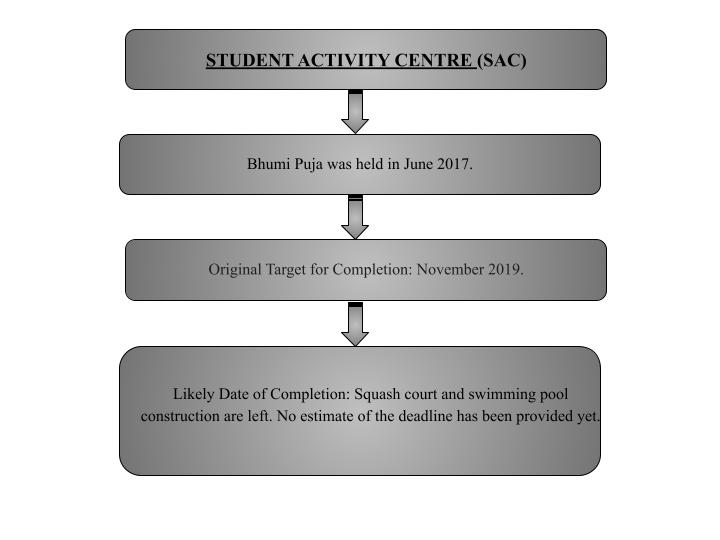 STUDENT ACTIVITY CENTRE (SAC)
Bhumi Puja was held in June 2017.
Original Target for Completion: November 2019.
Likely Date of Completion: Squash court and swimming pool
construction are left. No estimate of the deadline has been provided yet.